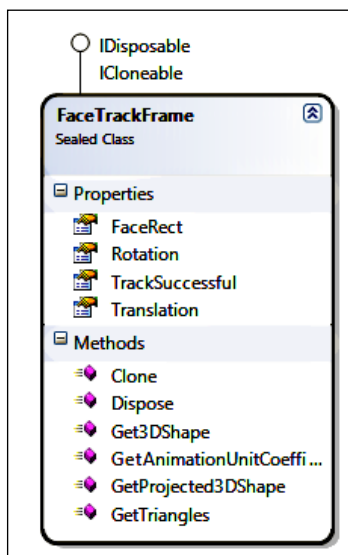 IDisposable
ICloneable
FaceTrackFrame
Sealed Class
Properties
FaceRect
Rotation
TrackSuccessful
Translation
Methods
Clone
Dispose
Get3DShape
GetAnimationUnitCoeffi ...
GetProjected3DShape
GetTriangles